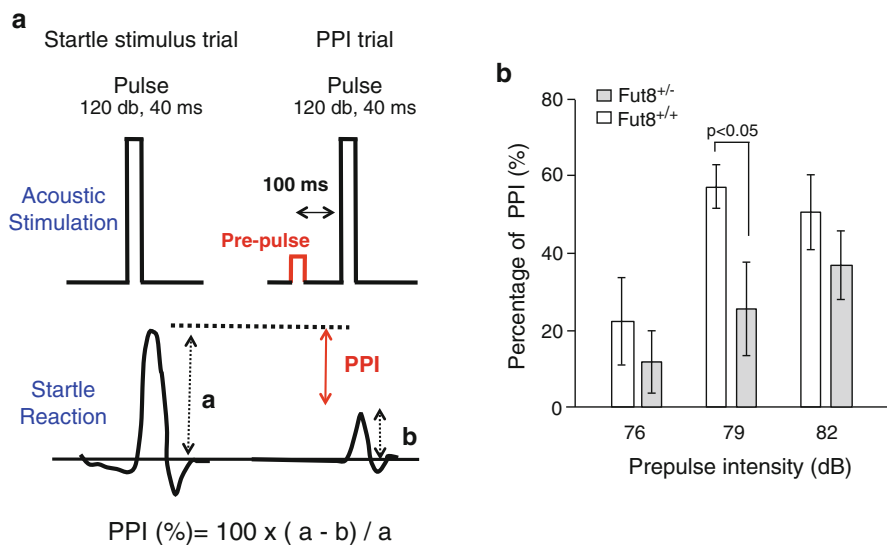 a
Startle stimulus trial
PPI trial
Pulse
120 db, 40 ms
Pulse
120 db, 40 ms
Acoustic
Stimulation
100 ms
Pre-pulse
Startle
Reaction
a
PPI
b
PPI (%)= 100 x ( a - b) / a
b
Fut8+/-
Fut8+/+
p<0.05
Percentage of PPI (%)
80
60
40
20
0
76 79 82
Prepulse intensity (dB)